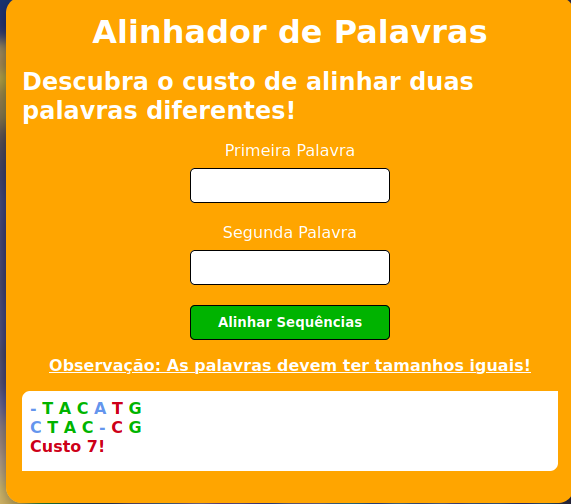 Alinhador de Palavras
Descubra o custo de alinhar duas
palavras diferentes!
Primeira Palavra
Segunda Palavra
Alinhar Sequências
Observação: As palavras devem ter tamanhos iguais!
- T A C A T G
C T A C - C G
Custo 7!